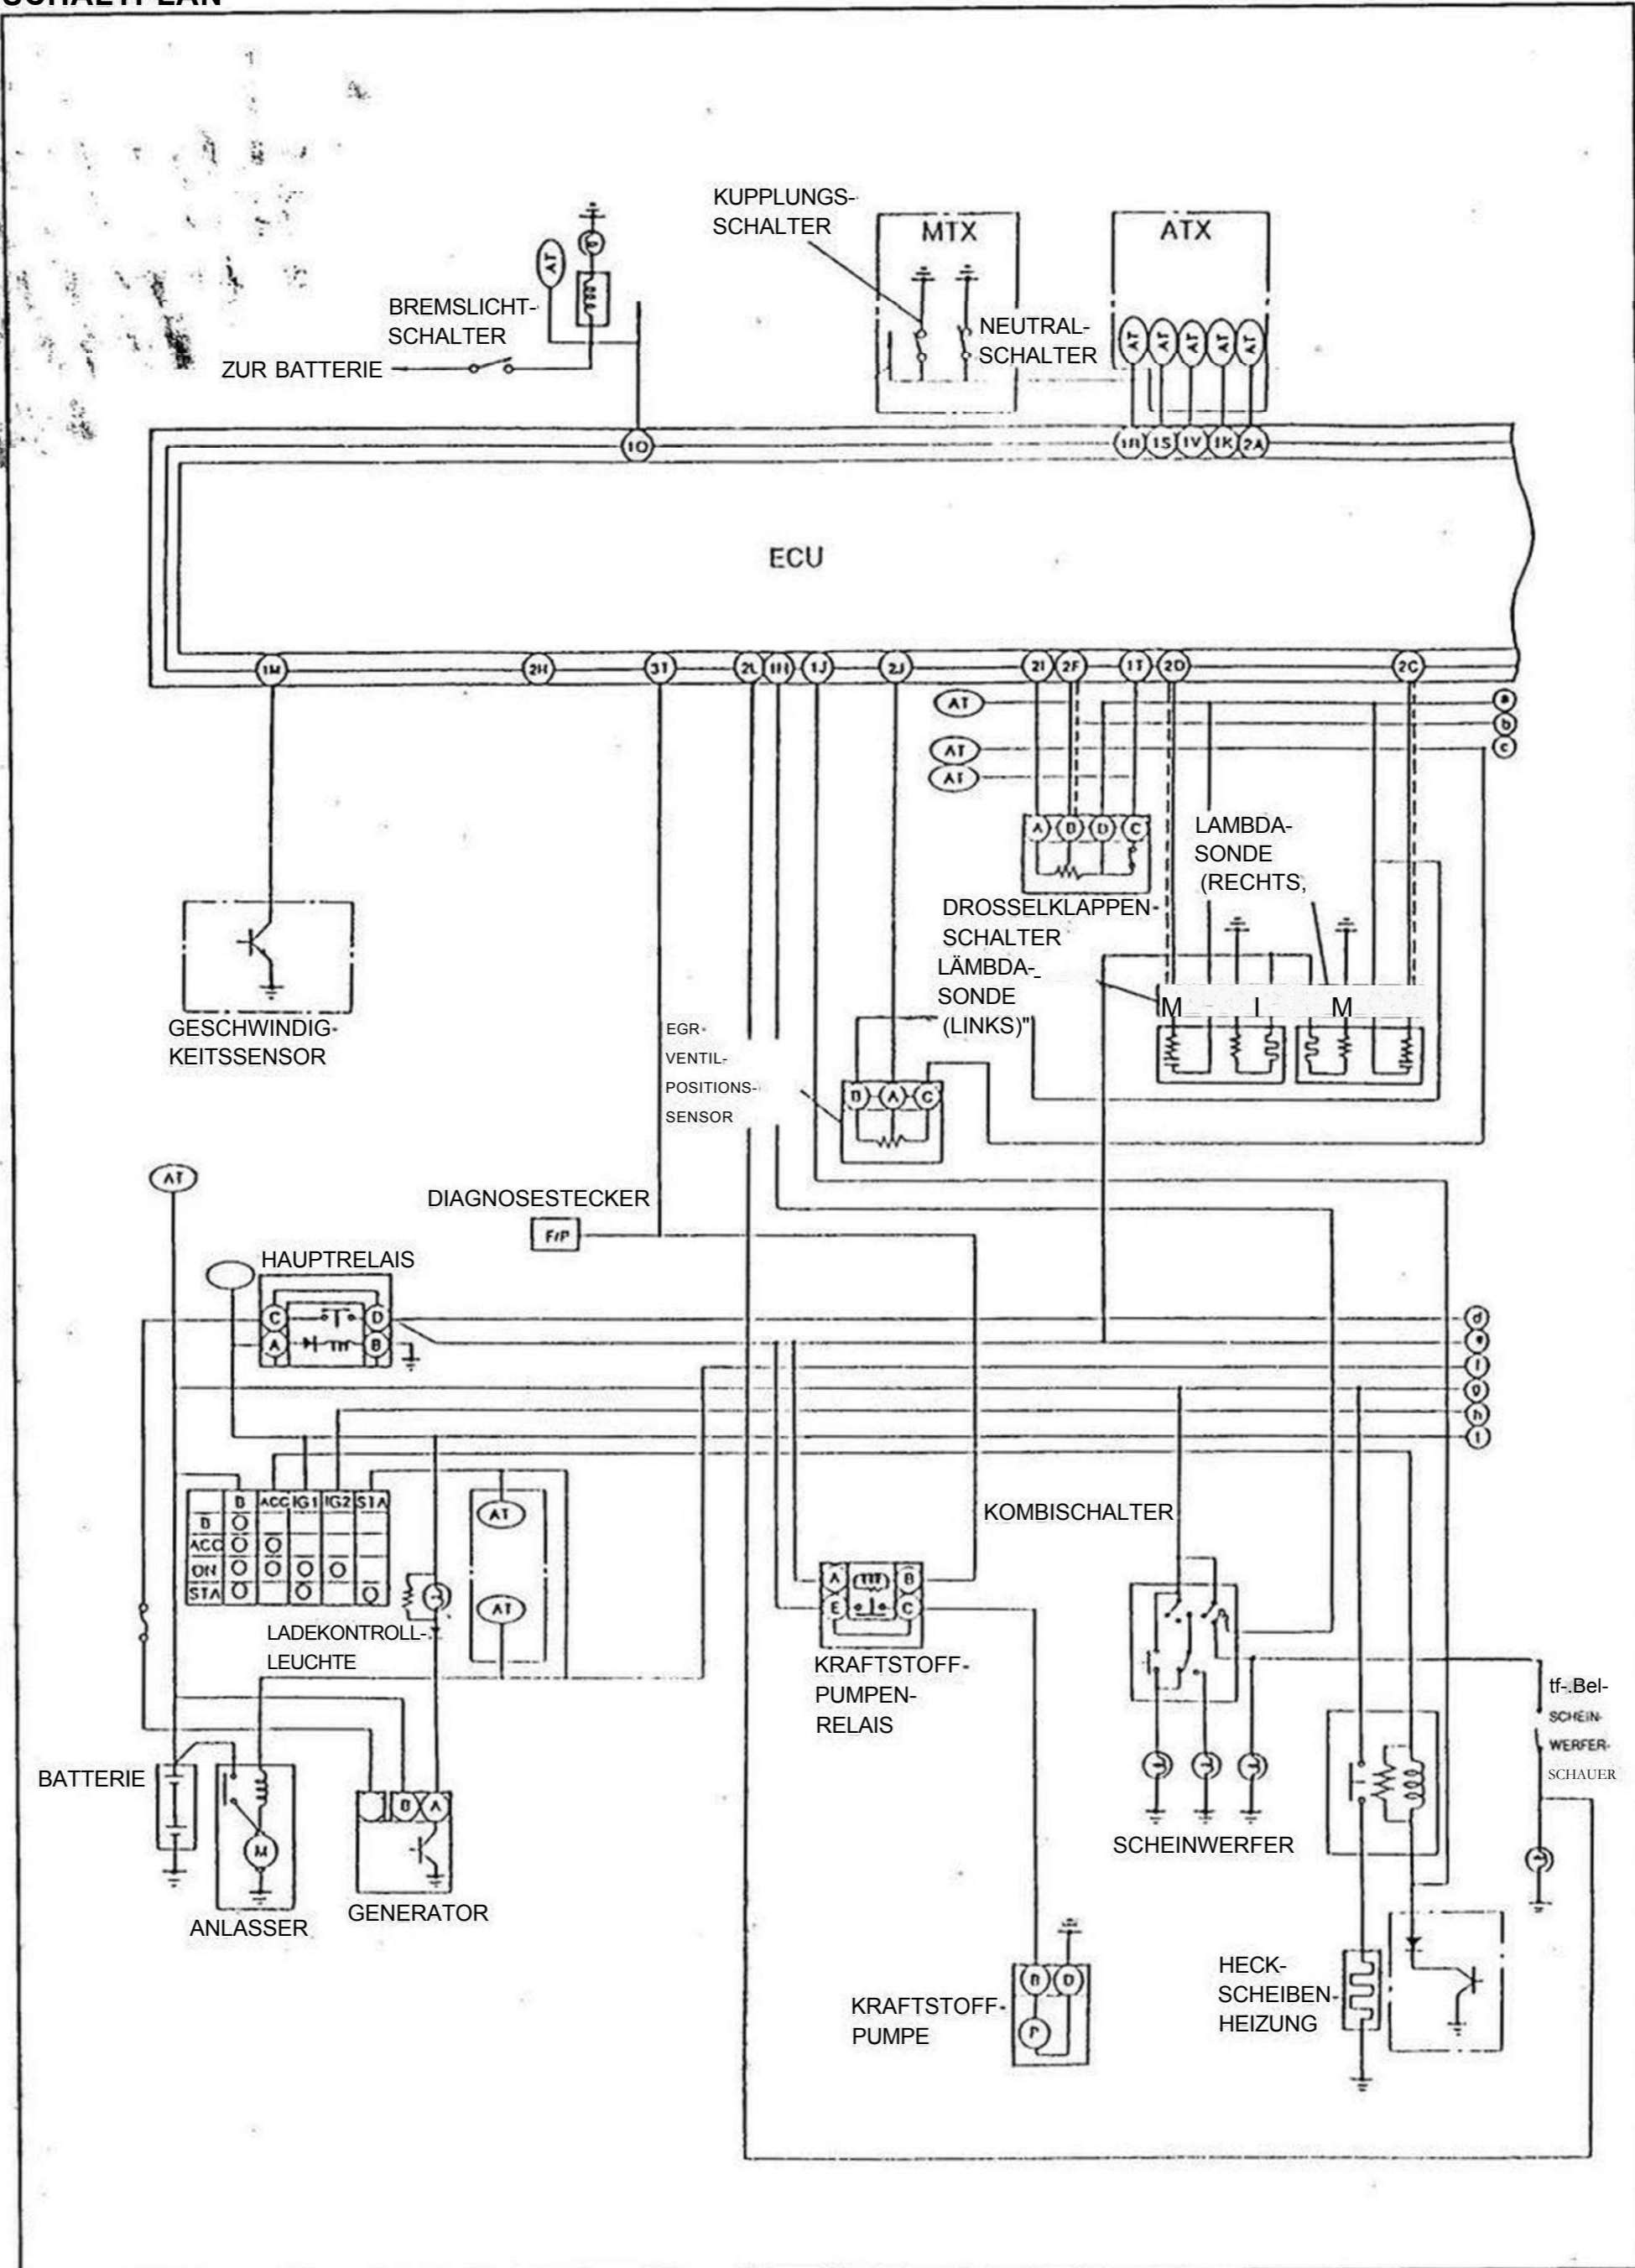 KUPPLUNGS-
SCHALTER
MTX
ATX
AT
BREMSLICHT-
SCHALTER
NEUTRAL-
SCHALTER
AT
AT
AT
AT
AT
ZUR BATTERIE
1O
1S
1V
1K
2A
ECU
1M
2H
3T
2L
1J
2J
2I
2F
1T
2D
2C
AT
a
b
AT
c
AT
A
B
D
C
LAMBDA-
SONDE
(RECHTS,
DROSSELKLAPPEN-
SCHALTER
LÄMBDA-
SONDE
(LINKS)"
M
I
M
GESCHWINDIG-
KEITSSENSOR
EGR-
VENTIL-
POSITIONS-
SENSOR
B
A
C
AT
DIAGNOSESTECKER
F/P
HAUPTRELAIS
C
D
A
B
d
e
f
g
h
B
ACC
IG1
IG2
STA
B
ACC
ON
STA
AT
AT
KOMBISCHALTER
A
B
E
C
LADEKONTROLL-
LEUCHTE
KRAFTSTOFF-
PUMPEN-
RELAIS
tf-.Bel-
SCHEIN-
WERFER-
SCHAUER
BATTERIE
B
A
M
SCHEINWERFER
ANLASSER
GENERATOR
KRAFTSTOFF-
PUMPE
B
D
P
HECK-
SCHEIBEN-
HEIZUNG